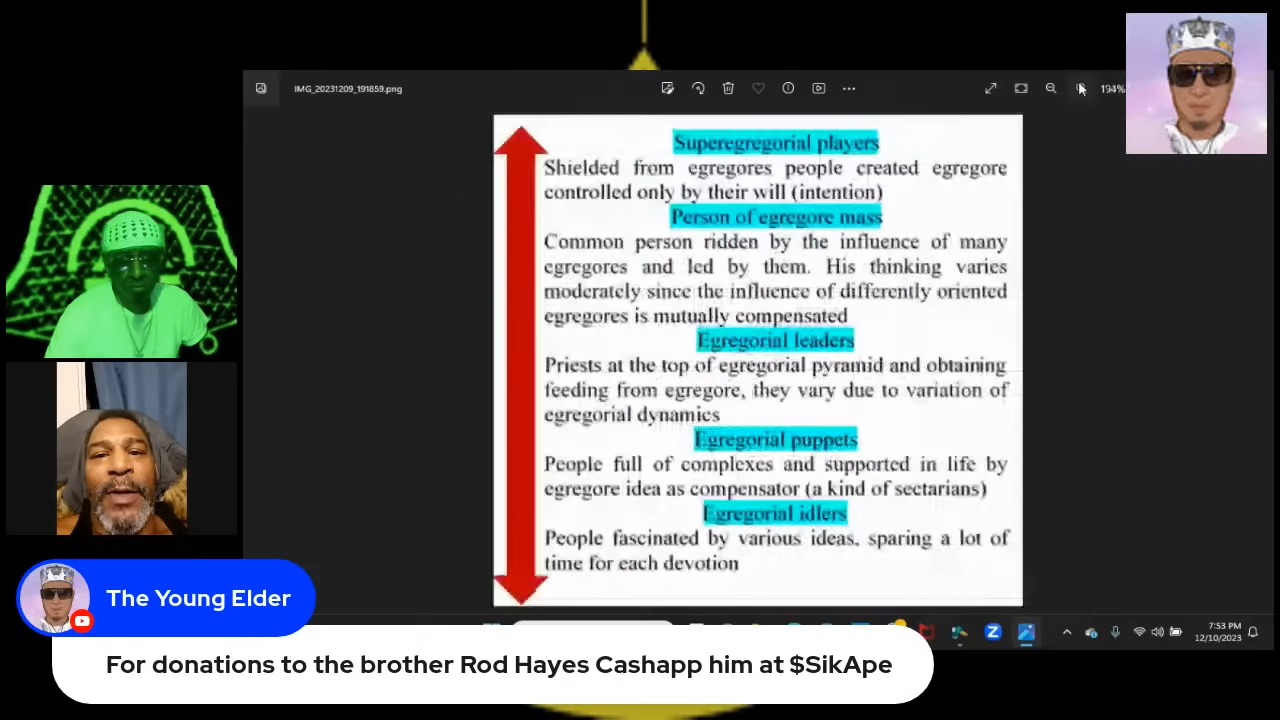 IMG_20231209_191859.png
194%
Superegregorial players
Shielded from egregores people created egregore
controlled only by their will (intention)
Person of egregore mass
Common person ridden by the influence of many
egregores and led by them. His thinking varies
moderately since the influence of differently oriented
egregores is mutually compensated
Egregorial leaders
Priests at the top of egregorial pyramid and obtaining
feeding from egregore, they vary due to variation of
egregorial dynamics
Egregorial puppets
People full of complexes and supported in life by
egregore idea as compensator (a kind of sectarians)
Egregorial idlers
People fascinated by various ideas, sparing a lot of
time for each devotion
7:53 PM
12/10/2023
The Young Elder
For donations to the brother Rod Hayes Cashapp him at $SikApe